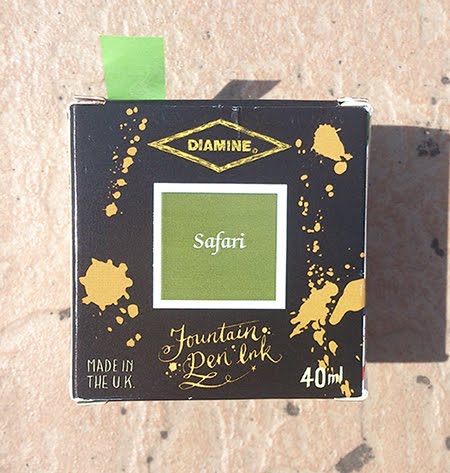 DIAMINE
Safari
Fountain
Pen Ink
MADE IN
THE U.K.
40ml